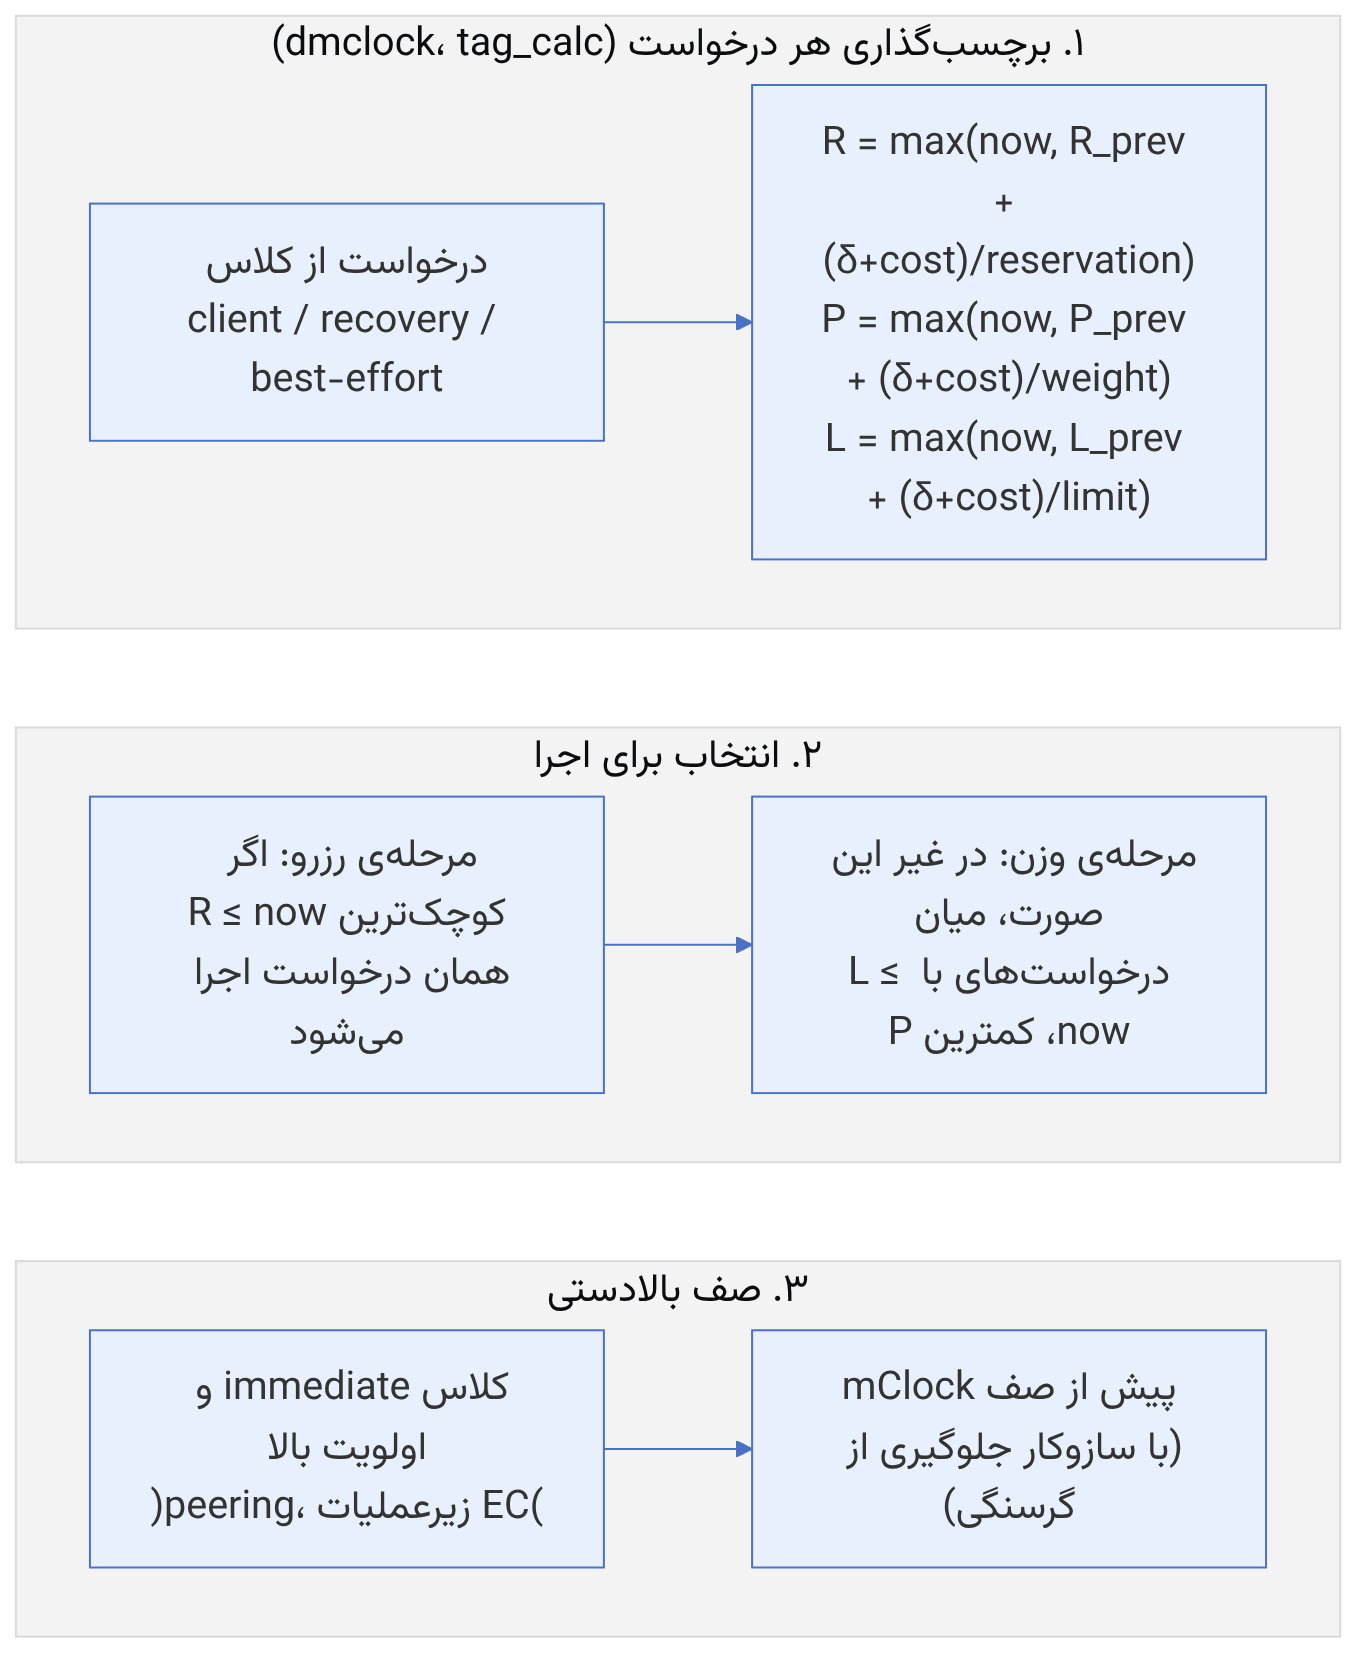 ۱. برچسب‌گذاری هر درخواست (dmclock، tag_calc)
درخواست از کلاس
client / recovery /
best-effort
R = max(now, R_prev
+
(δ+cost)/reservation)
P = max(now, P_prev
+ (δ+cost)/weight)
L = max(now, L_prev
+ (δ+cost)/limit)
۲. انتخاب برای اجرا
مرحله‌ی رزرو: اگر
کوچک‌ترین R ≤ now
همان درخواست اجرا
می‌شود
مرحله‌ی وزن: در غیر این
صورت، میان
درخواست‌های با L ≤
now، کمترین P
۳. صف بالادستی
کلاس immediate و
اولویت بالا
(peering، زیرعملیات EC)
پیش از صف mClock
(با سازوکار جلوگیری از
گرسنگی)